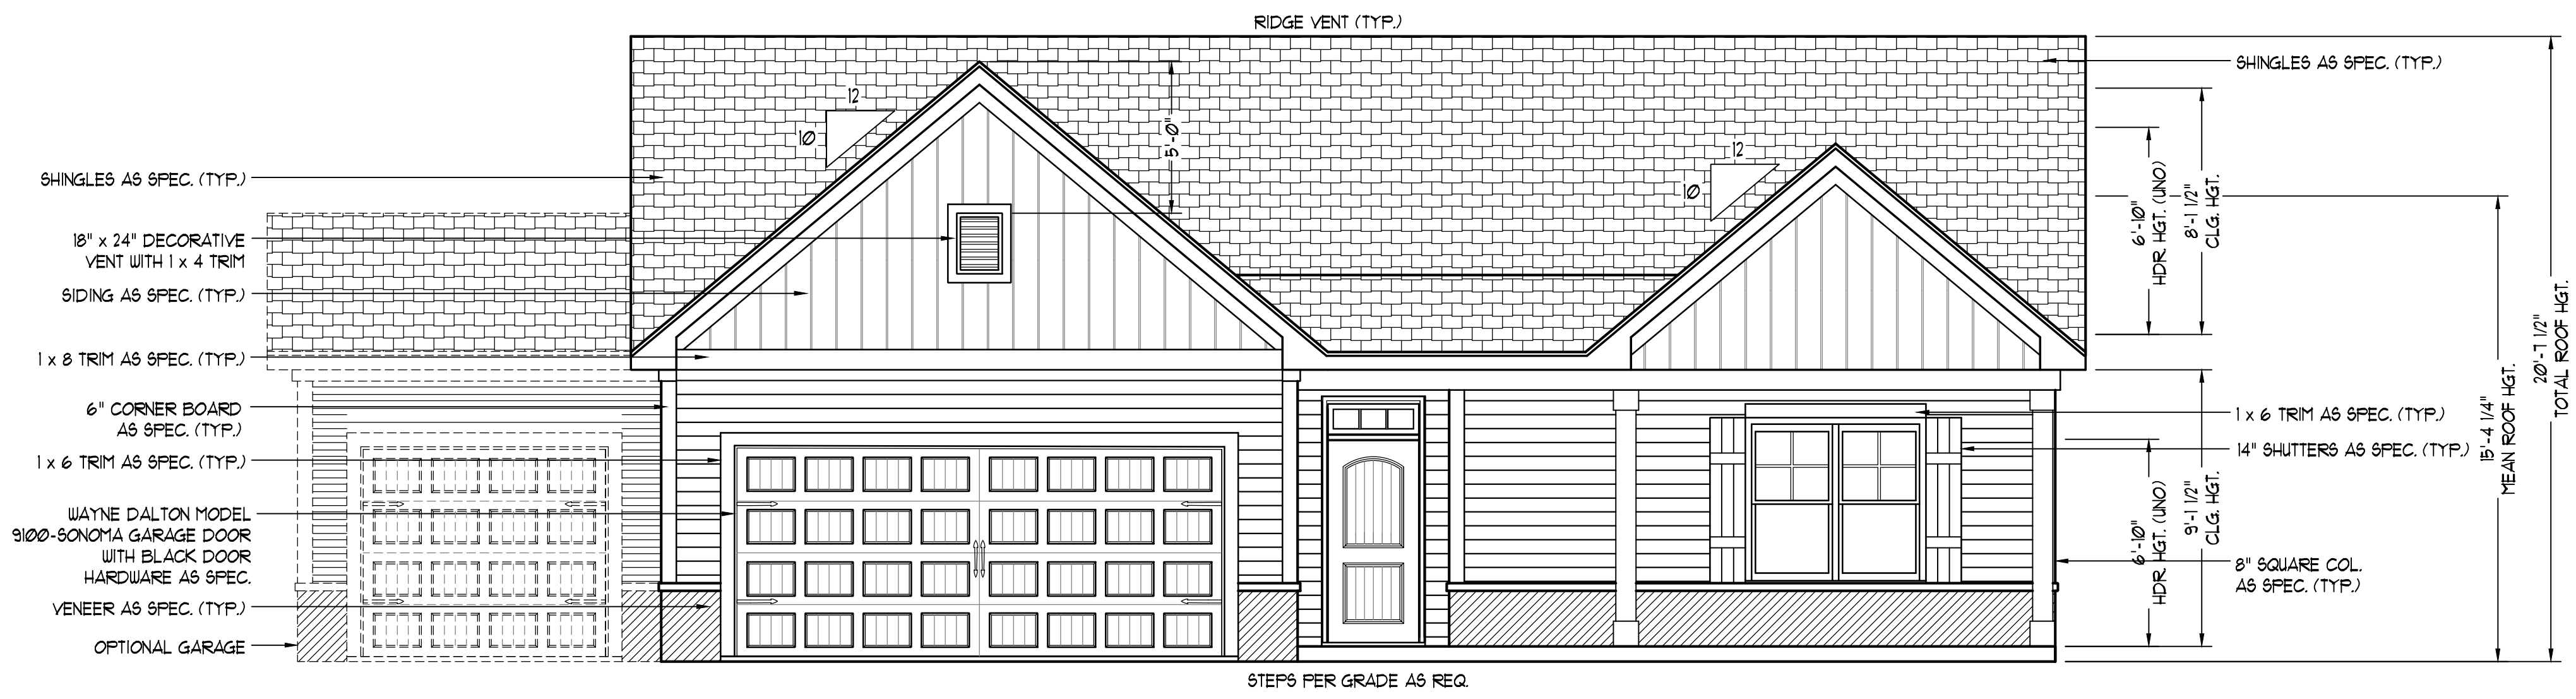 RIDGE VENT (TYP.)
SHINGLES AS SPEC. (TYP.)
12
10
5'-0"
12
10
SHINGLES AS SPEC. (TYP.)
18" x 24" DECORATIVE
VENT WITH 1 x 4 TRIM
SIDING AS SPEC. (TYP.)
1 x 8 TRIM AS SPEC. (TYP.)
6" CORNER BOARD
AS SPEC. (TYP.)
1 x 6 TRIM AS SPEC. (TYP.)
WAYNE DALTON MODEL
9100-SONOMA GARAGE DOOR
WITH BLACK DOOR
HARDWARE AS SPEC.
VENEER AS SPEC. (TYP.)
OPTIONAL GARAGE
6'-10"
HDR. HGT. (UNO)
8'-1 1/2"
CLG. HGT.
1 x 6 TRIM AS SPEC. (TYP.)
14" SHUTTERS AS SPEC. (TYP.)
6'-10"
HDR. HGT. (UNO)
9'-1 1/2"
CLG. HGT.
8" SQUARE COL.
AS SPEC. (TYP.)
15'-4 1/4"
MEAN ROOF HGT.
20'-7 1/2"
TOTAL ROOF HGT.
STEPS PER GRADE AS REQ.